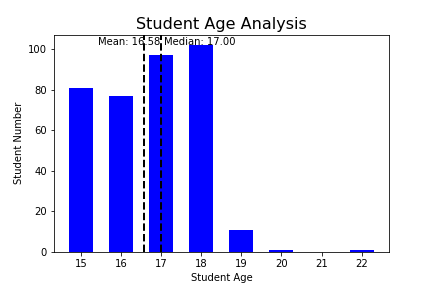 Student Age Analysis
Mean: 16.58 Median: 17.00
100
80
60
40
20
0
Student Number
15 16 17 18 19 20 21 22
Student Age